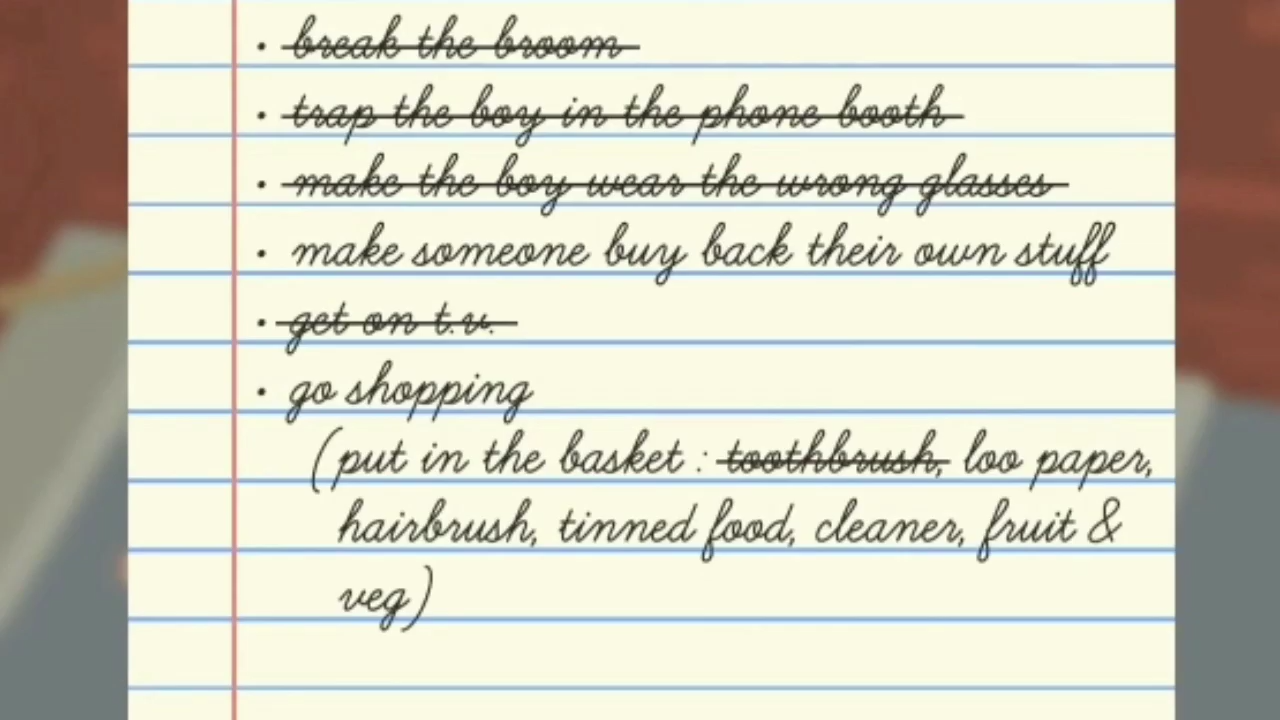 • break the broom
• trap the boy in the phone booth
• make the boy wear the wrong glasses
• make someone buy back their own stuff
• get on t.v.
• go shopping
(put in the basket : toothbrush, loo paper,
hairbrush, tinned food, cleaner, fruit &
veg)